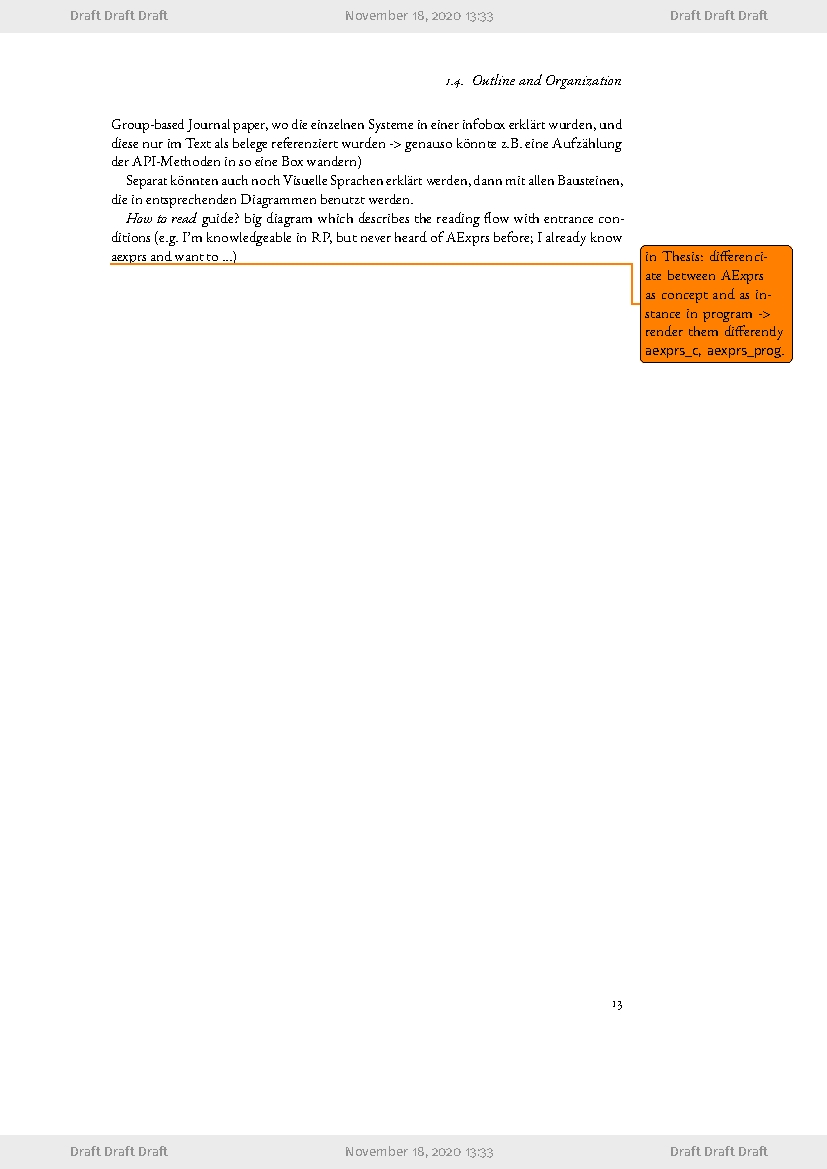 Draft Draft Draft November 18, 2020 13:33 Draft Draft Draft
1.4. Outline and Organization
Group-based Journal paper, wo die einzelnen Systeme in einer infobox erklärt wurden, und
diese nur im Text als belege referenziert wurden -> genauso könnte z.B. eine Aufzählung
der API-Methoden in so eine Box wandern)
Separat könnten auch noch Visuelle Sprachen erklärt werden, dann mit allen Bausteinen,
die in entsprechenden Diagrammen benutzt werden.
How to read guide? big diagram which describes the reading flow with entrance con-
ditions (e.g. I'm knowledgeable in RP, but never heard of AExprs before; I already know
aexprs and want to ...)
in Thesis: differenci-
ate between AExprs
as concept and as in-
stance in program ->
render them differently
aexprs_c, aexprs_prog.
13
Draft Draft Draft November 18, 2020 13:33 Draft Draft Draft